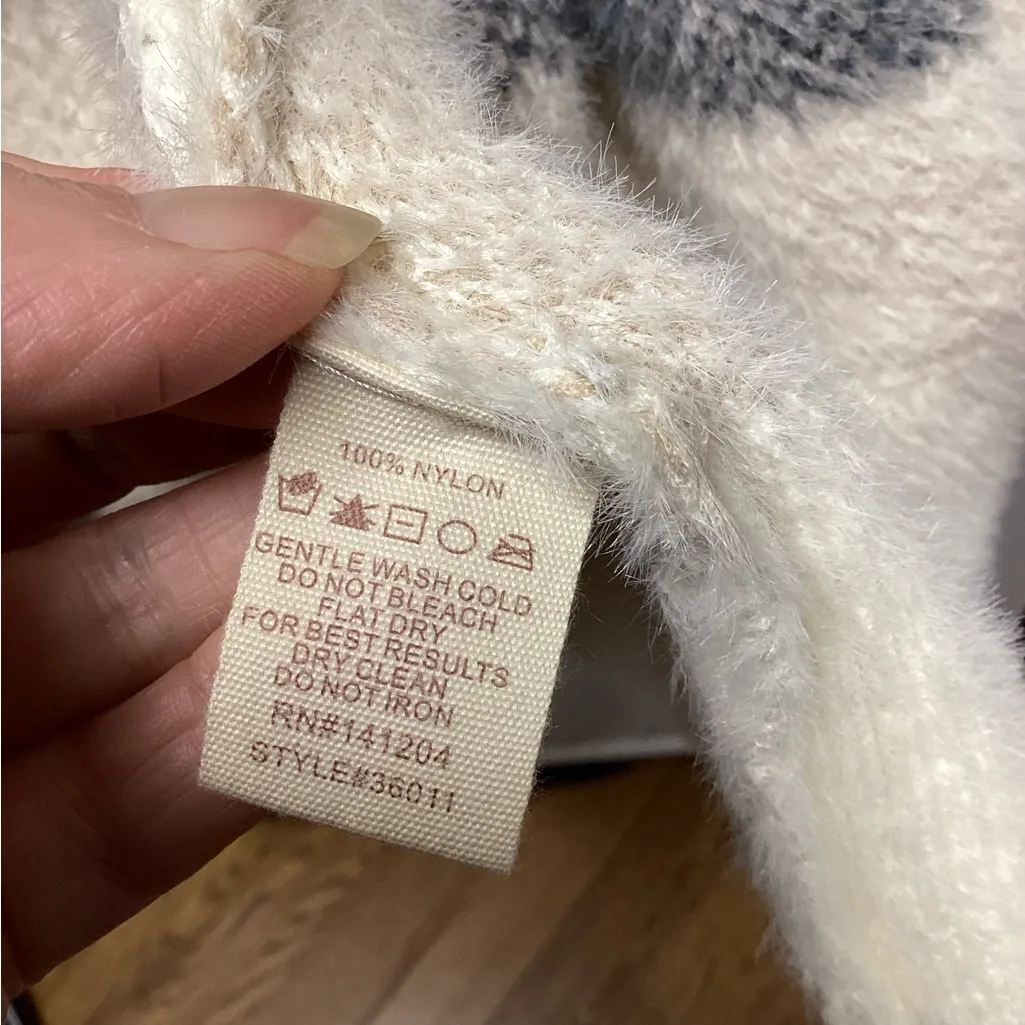 100% NYLON
GENTLE WASH COLD
DO NOT BLEACH
FLAT DRY
FOR BEST RESULTS
DRY CLEAN
DO NOT IRON
RN#141204
STYLE#36011